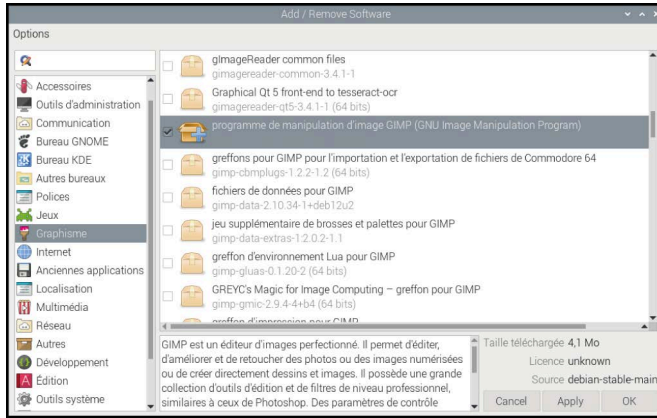 Add / Remove Software
Options
Accessoires
Outils d'administration
Communication
Bureau GNOME
Bureau KDE
Autres bureaux
Polices
Jeux
Graphisme
Internet
Anciennes applications
Localisation
Multimédia
Réseau
Autres
Développement
Édition
Outils système
gImageReader common files
gimagereader-common-3.4.1-1
Graphical Qt 5 front-end to tesseract-ocr
gimagereader-qt5-3.4.1-1 (64 bits)
programme de manipulation d'image GIMP (GNU Image Manipulation Program)
greffons pour GIMP pour l'importation et l'exportation de fichiers de Commodore 64
gimp-cbmplugs-1.2.2-1.2 (64 bits)
fichiers de données pour GIMP
gimp-data-2.10.34-1+deb12u2
jeu supplémentaire de brosses et palettes pour GIMP
gimp-data-extras-1:2.0.2-1.1
greffon d'environnement Lua pour GIMP
gimp-gluas-0.1.20-2 (64 bits)
GREYC's Magic for Image Computing – greffon pour GIMP
gimp-gmic-2.9.4-4+b4 (64 bits)
greffon d'impression pour GIMP
GIMP est un éditeur d'images perfectionné. Il permet d'éditer,
d'améliorer et de retoucher des photos ou des images numérisées
ou de créer directement dessins et images. Il possède une grande
collection d'outils d'édition et de filtres de niveau professionnel,
similaires à ceux de Photoshop. Des paramètres de contrôle
Taille téléchargée 4,1 Mo
Licence unknown
Source debian-stable-main
Cancel Apply OK